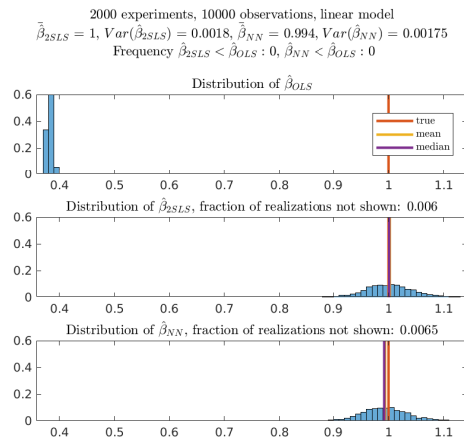 2000 experiments, 10000 observations, linear model
$\bar{\hat{\beta}}_{2SLS} = 1$, $Var(\hat{\beta}_{2SLS}) = 0.0018$, $\bar{\hat{\beta}}_{NN} = 0.994$, $Var(\hat{\beta}_{NN}) = 0.00175$
Frequency $\hat{\beta}_{2SLS} < \hat{\beta}_{OLS}$ : 0, $\hat{\beta}_{NN} < \hat{\beta}_{OLS}$ : 0
Distribution of $\hat{\beta}_{OLS}$
0.6
0.4
0.2
0
true
mean
median
0.4 0.5 0.6 0.7 0.8 0.9 1 1.1
Distribution of $\hat{\beta}_{2SLS}$, fraction of realizations not shown: 0.006
0.6
0.4
0.2
0
0.4 0.5 0.6 0.7 0.8 0.9 1 1.1
Distribution of $\hat{\beta}_{NN}$, fraction of realizations not shown: 0.0065
0.6
0.4
0.2
0
0.4 0.5 0.6 0.7 0.8 0.9 1 1.1